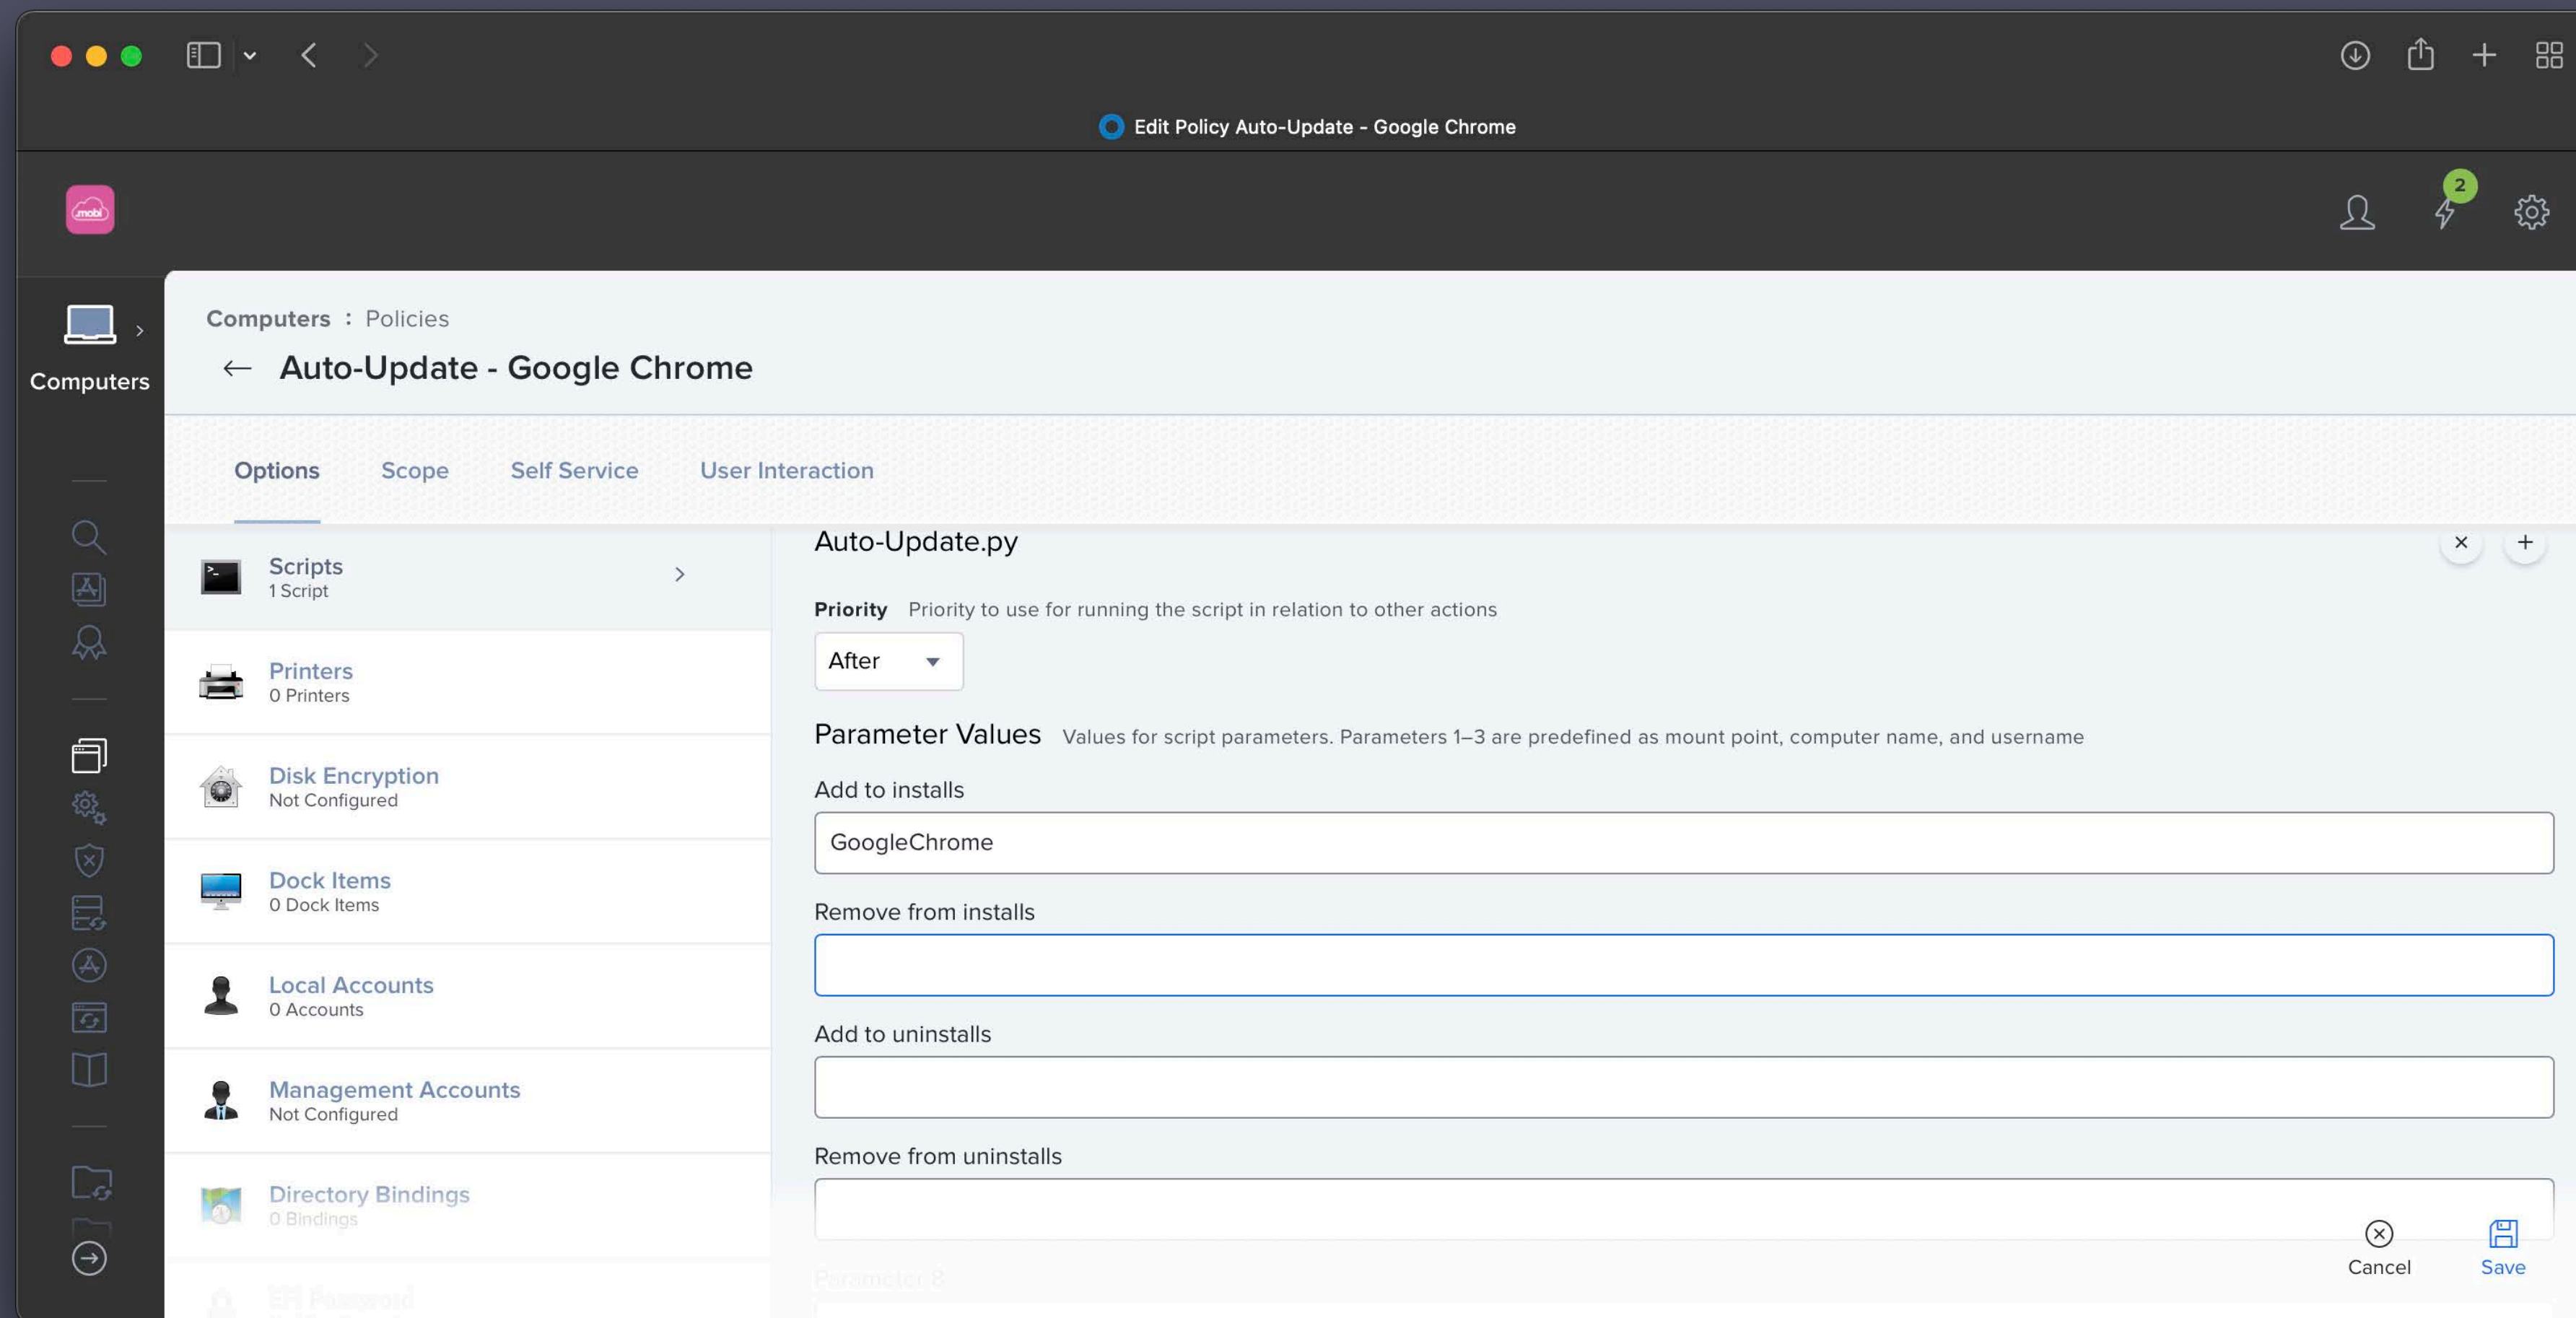 Edit Policy Auto-Update - Google Chrome
.mobi
2
Computers
Computers : Policies
Auto-Update - Google Chrome
Options
Scope
Self Service
User Interaction
Scripts
1 Script
Printers
0 Printers
Disk Encryption
Not Configured
Dock Items
0 Dock Items
Local Accounts
0 Accounts
Management Accounts
Not Configured
Directory Bindings
0 Bindings
EFI Password
Auto-Update.py
Priority Priority to use for running the script in relation to other actions
After
Parameter Values Values for script parameters. Parameters 1–3 are predefined as mount point, computer name, and username
Add to installs
GoogleChrome
Remove from installs
Add to uninstalls
Remove from uninstalls
Parameter 8
Cancel
Save